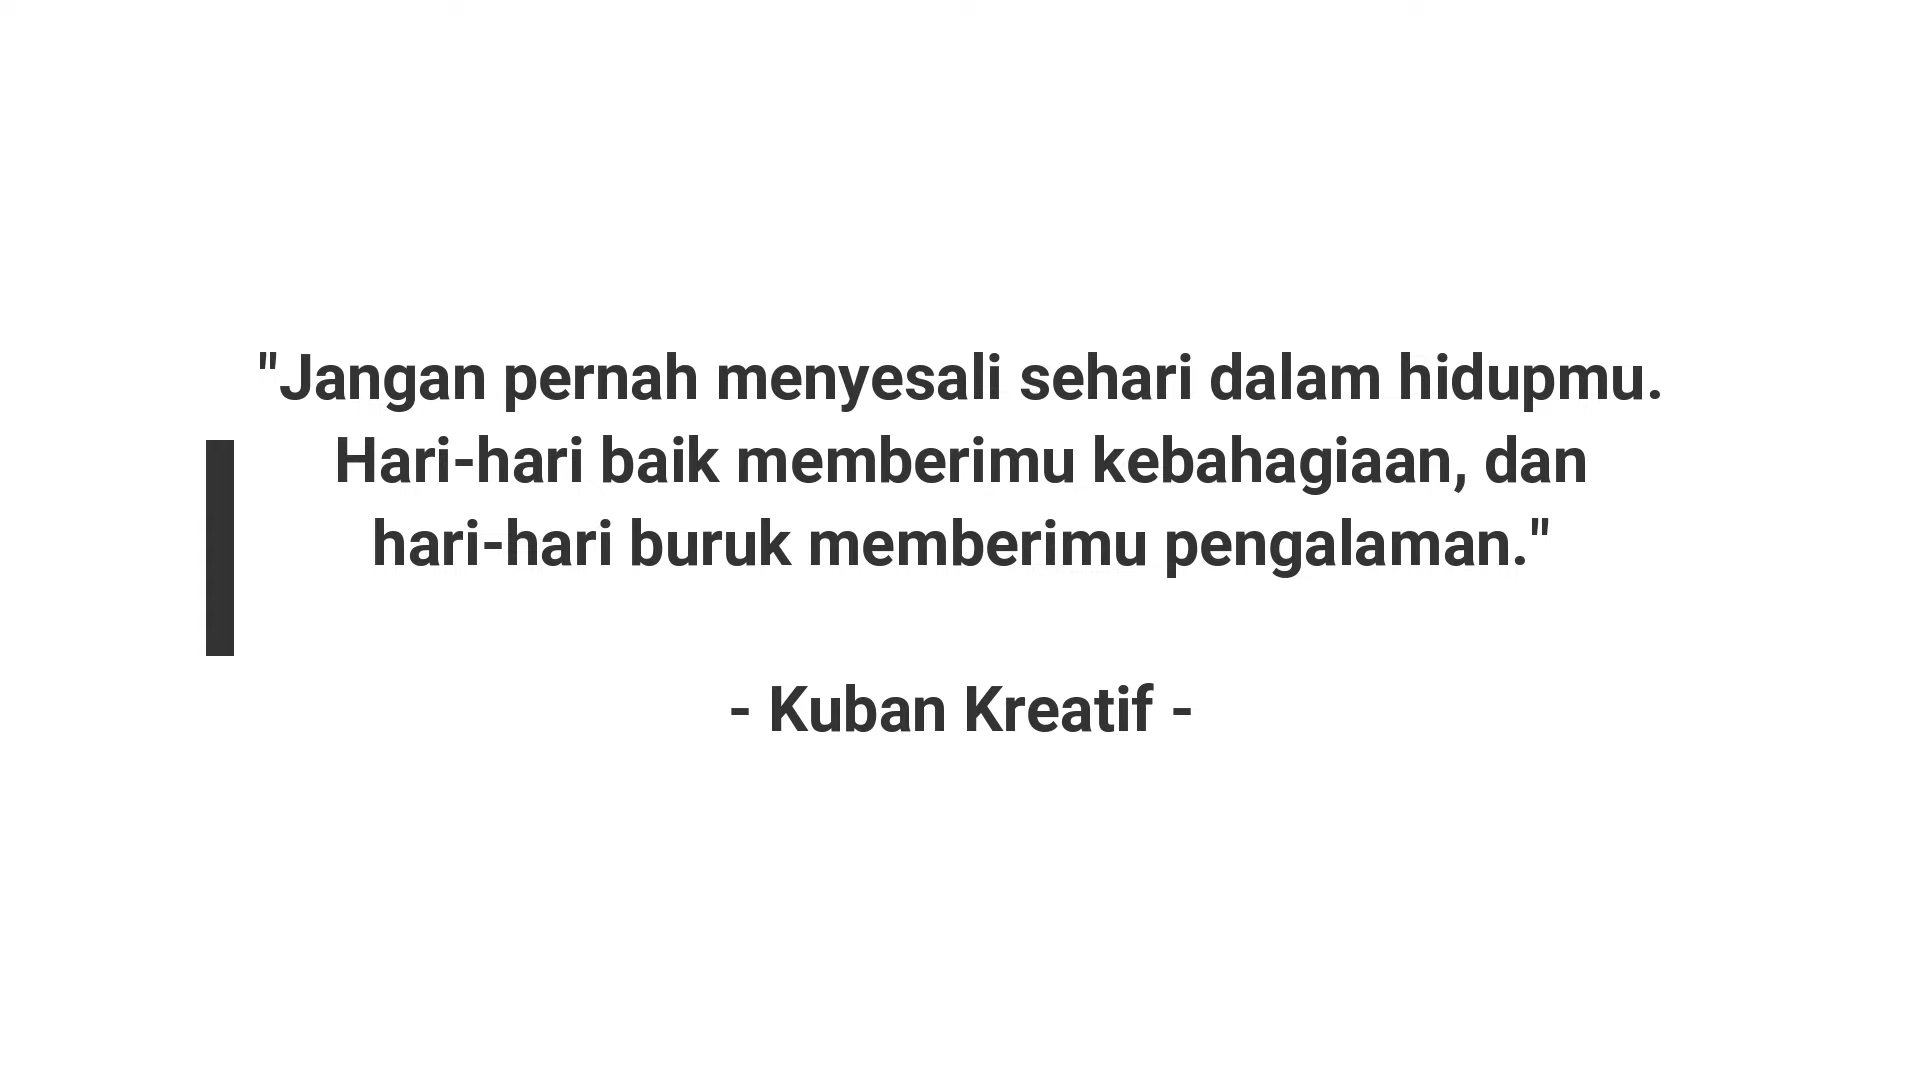 "Jangan pernah menyesali sehari dalam hidupmu.
Hari-hari baik memberimu kebahagiaan, dan
hari-hari buruk memberimu pengalaman."
- Kuban Kreatif -